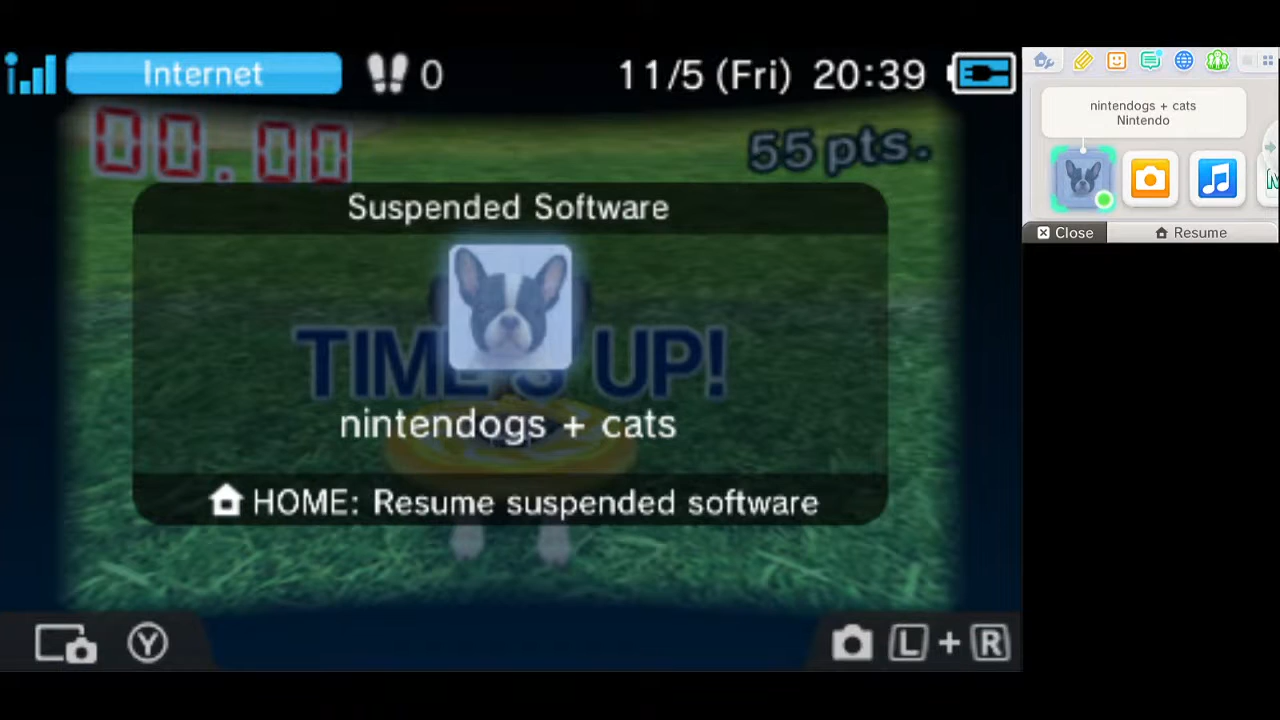 Internet
0
11/5 (Fri) 20:39
00.00
55 pts.
Suspended Software
TIME'S UP!
nintendogs + cats
HOME: Resume suspended software
Y
L + R
nintendogs + cats
Nintendo
X Close
Resume